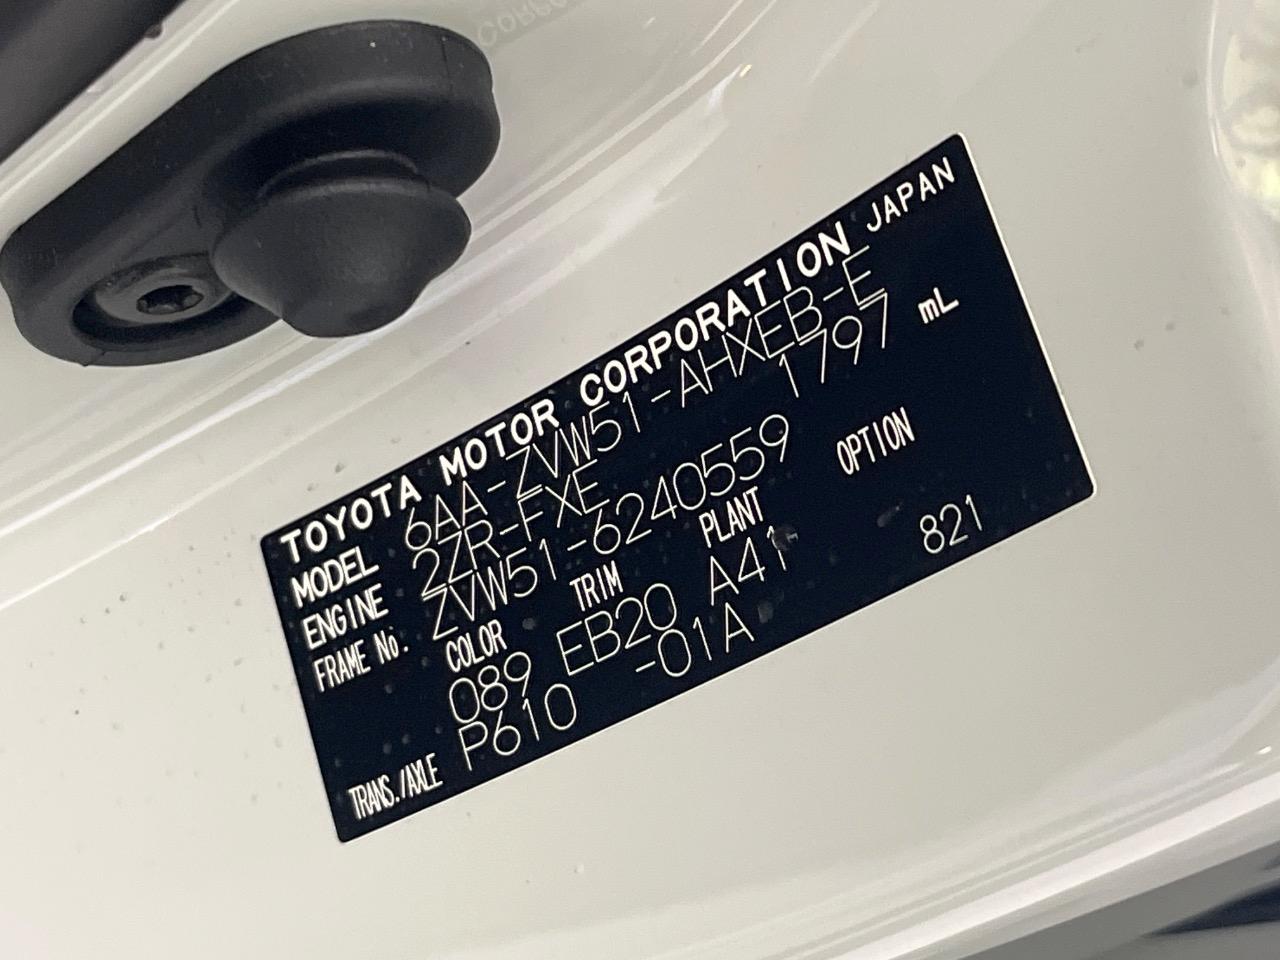 TOYOTA MOTOR CORPORATION JAPAN
MODEL 6AA-ZVW51-AHXEB-E
ENGINE 2ZR-FXE 1797 mL
FRAME No. ZVW51-6240559
COLOR TRIM PLANT OPTION
089 EB20 A41 821
TRANS./AXLE P610 -01A